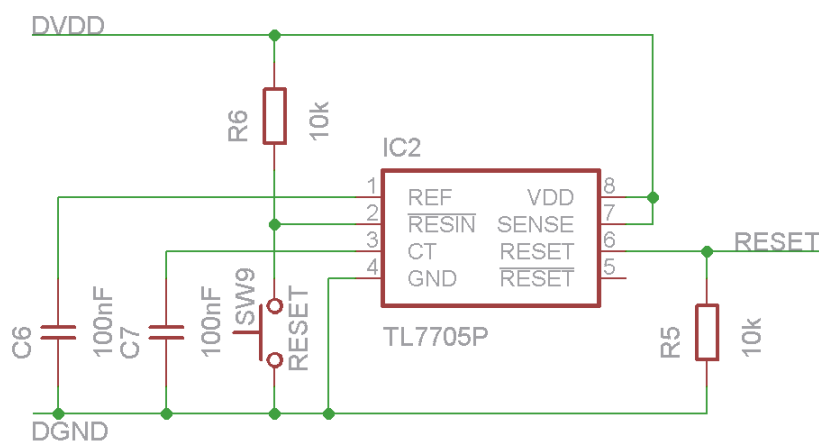 DVDD
R6
10k
IC2
1 REF VDD 8
2 RESIN SENSE 7
3 CT RESET 6
4 GND RESET 5
RESET
TL7705P
C6
100nF
C7
100nF
SW9
RESET
R5
10k
DGND